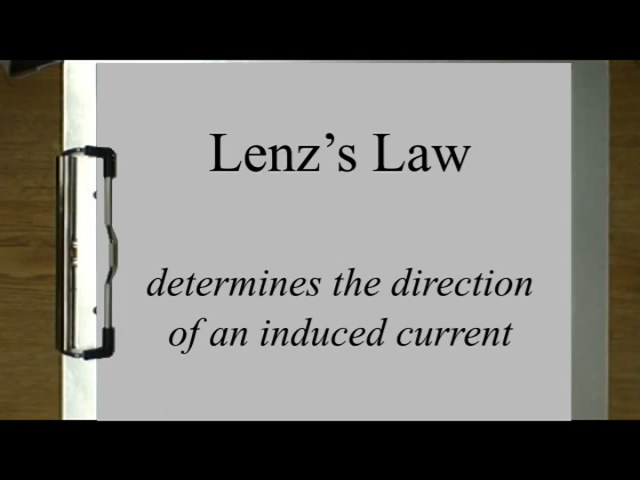 Lenz’s Law
determines the direction
of an induced current